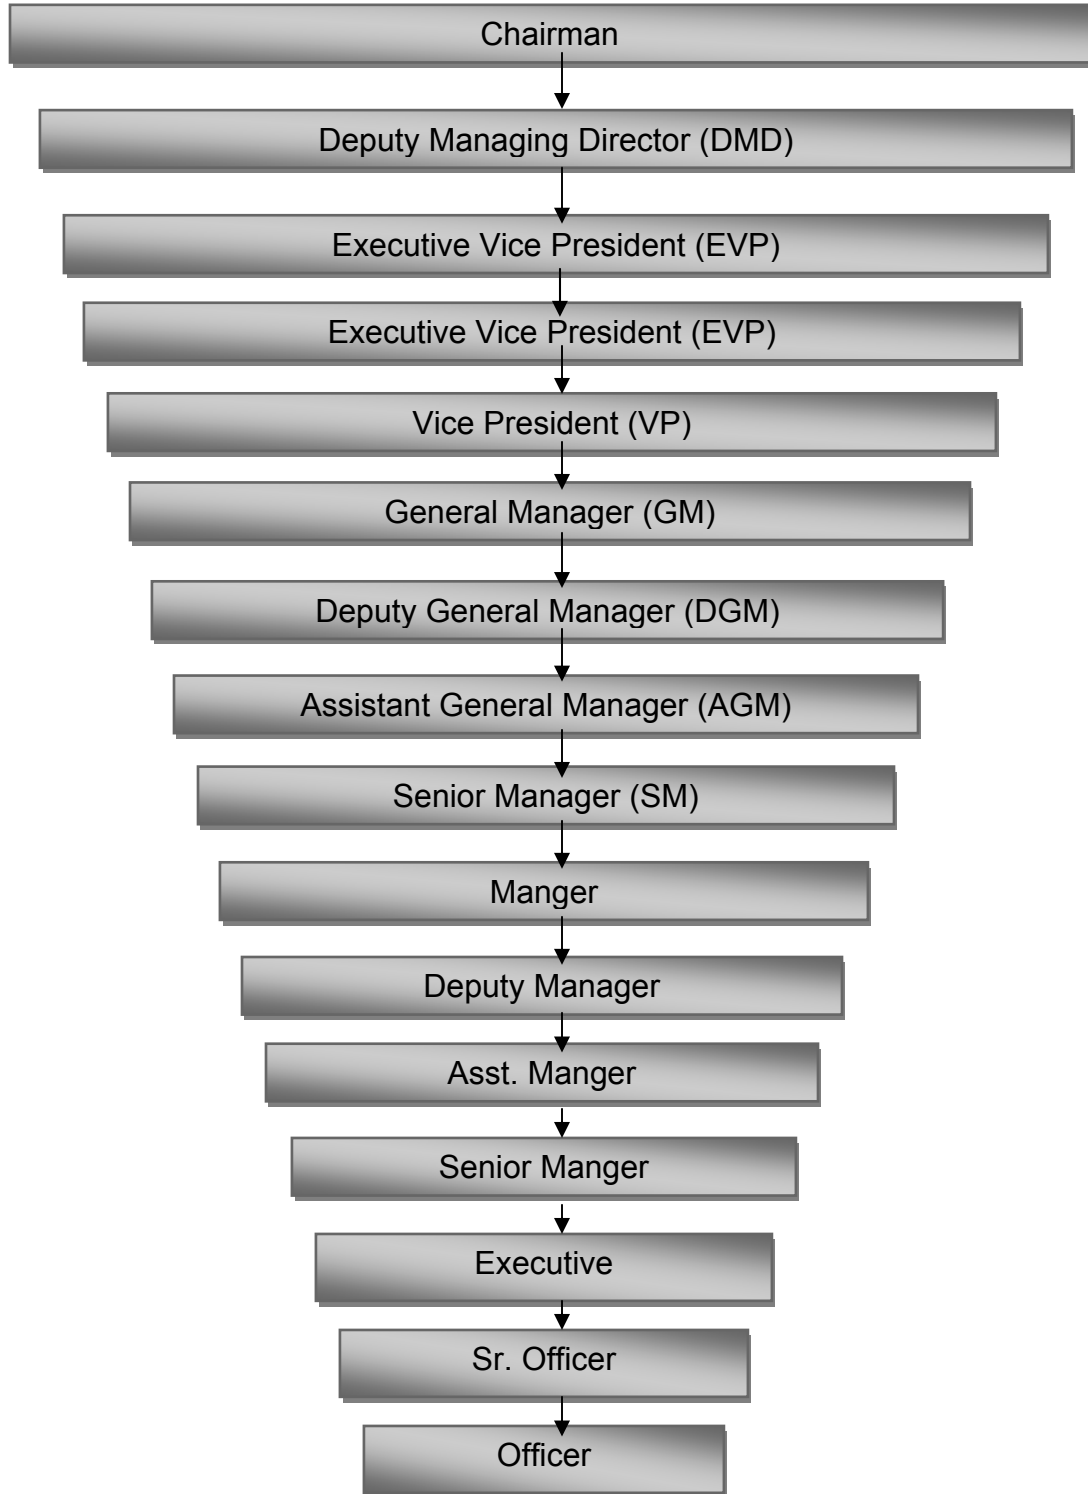 Chairman
Deputy Managing Director (DMD)
Executive Vice President (EVP)
Executive Vice President (EVP)
Vice President (VP)
General Manager (GM)
Deputy General Manager (DGM)
Assistant General Manager (AGM)
Senior Manager (SM)
Manger
Deputy Manager
Asst. Manger
Senior Manger
Executive
Sr. Officer
Officer